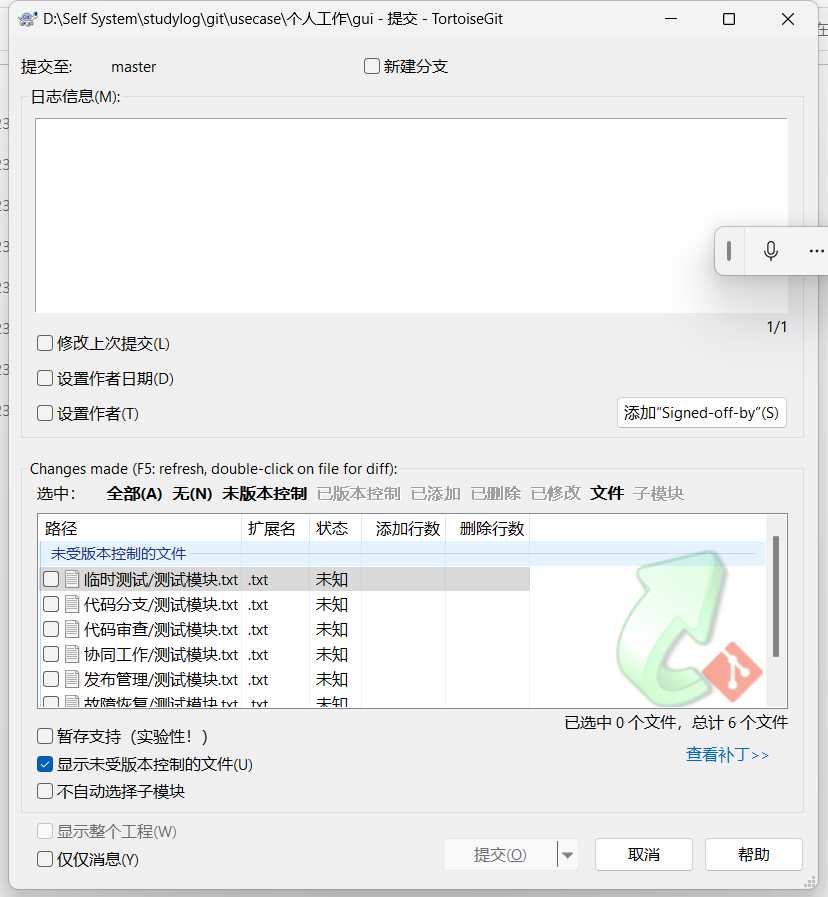 D:\Self System\studylog\git\usecase\个人工作\gui - 提交 - TortoiseGit
提交至: master 新建分支
日志信息(M):
1/1
修改上次提交(L)
设置作者日期(D)
设置作者(T) 添加"Signed-off-by"(S)
Changes made (F5: refresh, double-click on file for diff):
选中: 全部(A) 无(N) 未版本控制 已版本控制 已添加 已删除 已修改 文件 子模块
路径 扩展名 状态 添加行数 删除行数
未受版本控制的文件
临时测试/测试模块.txt .txt 未知
代码分支/测试模块.txt .txt 未知
代码审查/测试模块.txt .txt 未知
协同工作/测试模块.txt .txt 未知
发布管理/测试模块.txt .txt 未知
故障恢复/测试模块.txt .txt 未知
已选中 0 个文件，总计 6 个文件
暂存支持（实验性！）
查看补丁>>
显示未受版本控制的文件(U)
不自动选择子模块
显示整个工程(W)
仅仅消息(Y)
提交(O) 取消 帮助